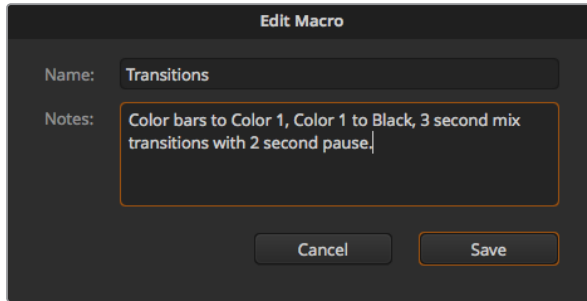 Edit Macro
Name: Transitions
Notes: Color bars to Color 1, Color 1 to Black, 3 second mix
transitions with 2 second pause.
Cancel Save